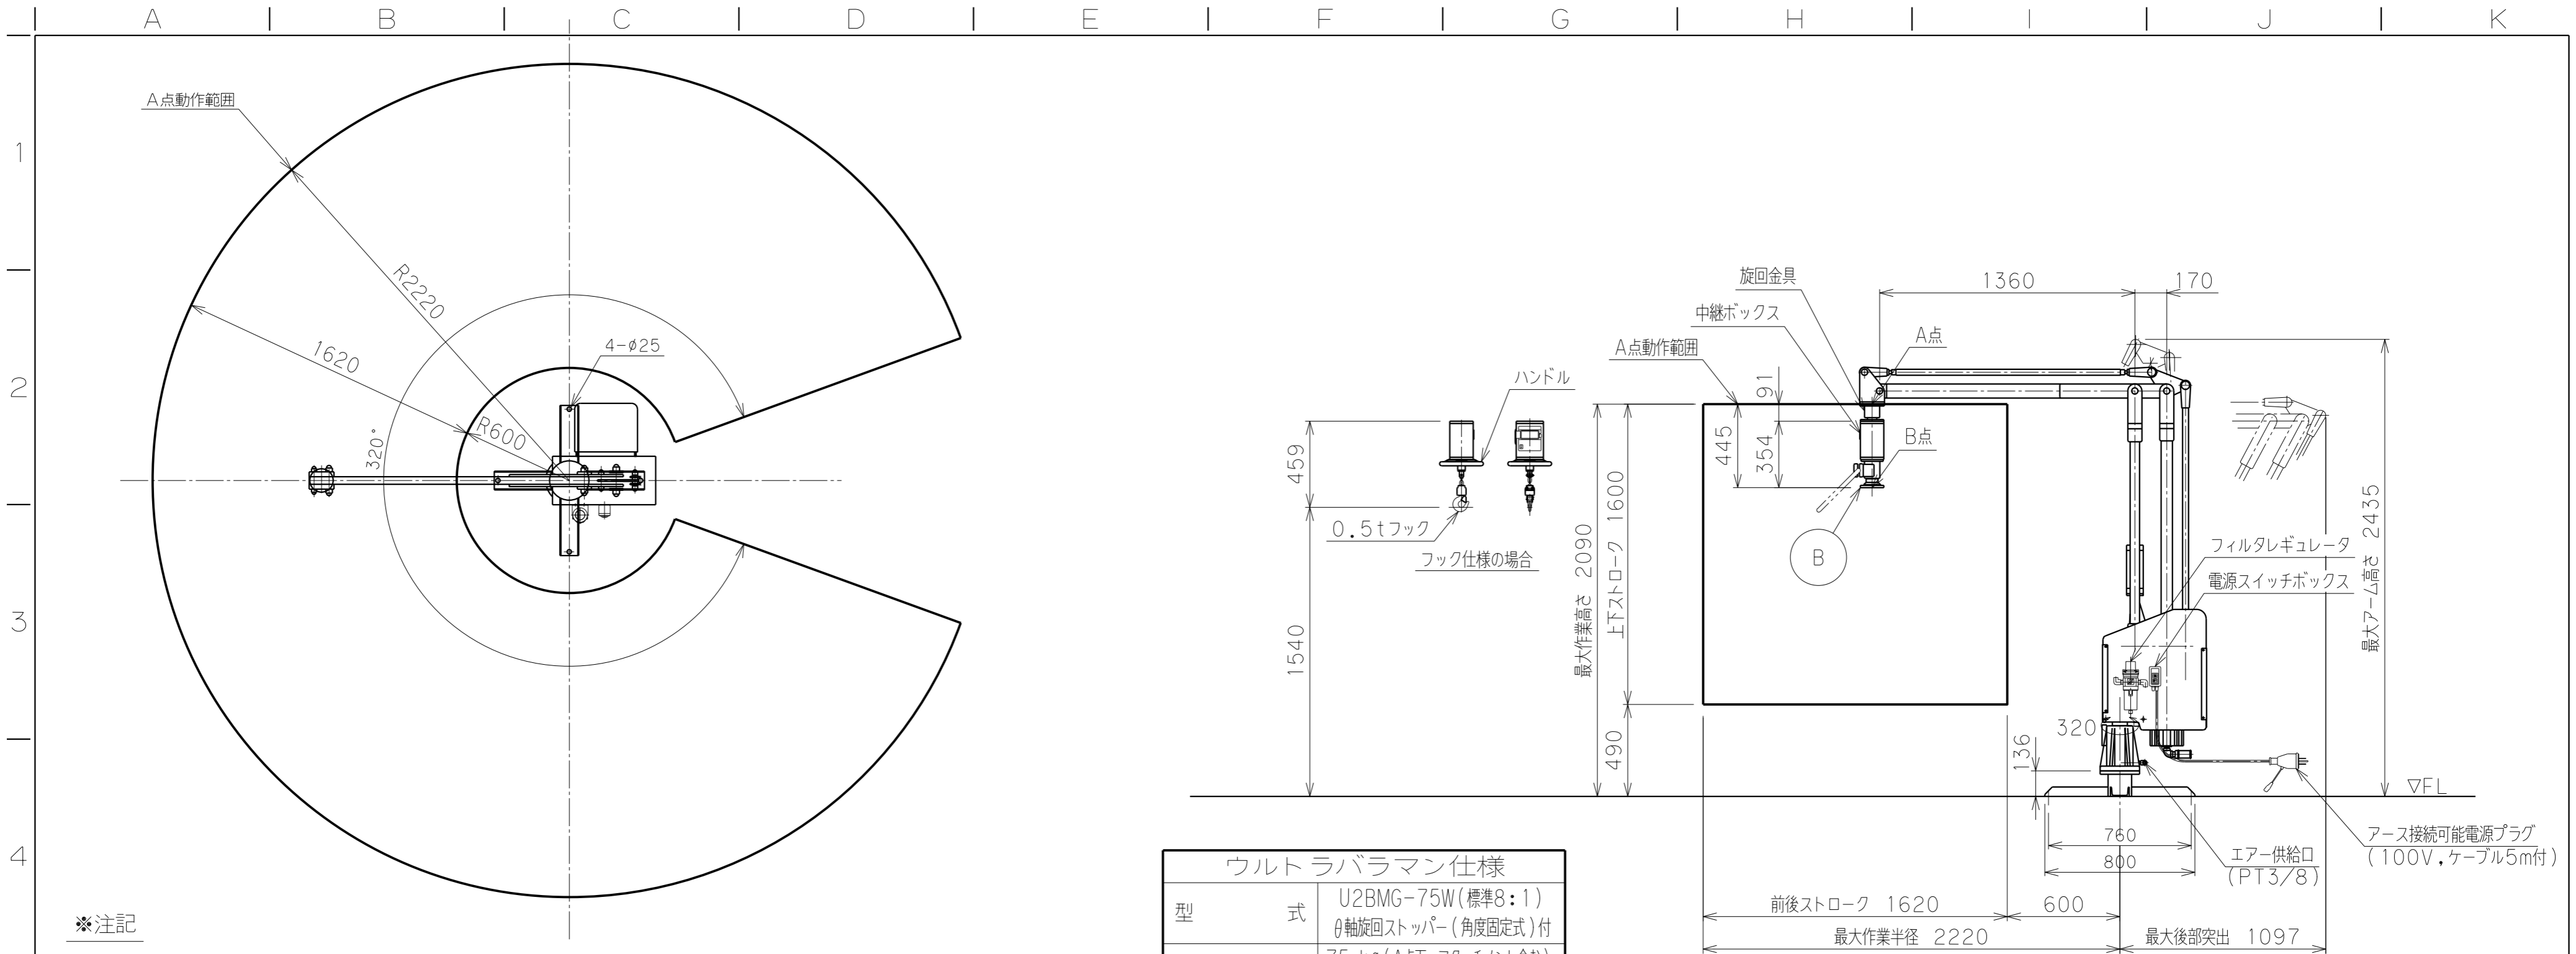 A B C D E F G H I J K
1
2
3
4
A点動作範囲
R2220
1620
R600
320°
4-φ25
※注記
ハンドル
459
1540
0.5tフック
フック仕様の場合
旋回金具
中継ボックス
A点動作範囲
A点
B点
B
1360
170
91
445
354
最大作業高さ 2090
上下ストローク 1600
490
最大アーム高さ 2435
フィルタレギュレータ
電源スイッチボックス
320
136
▽FL
760
800
エアー供給口
(PT3/8)
アース接続可能電源プラグ
(100V,ケーブル5m付)
前後ストローク 1620
600
最大作業半径 2220
最大後部突出 1097
ウルトラバラマン仕様
型 式
U2BMG-75W(標準8:1)
θ軸旋回ストッパー(角度固定式)付